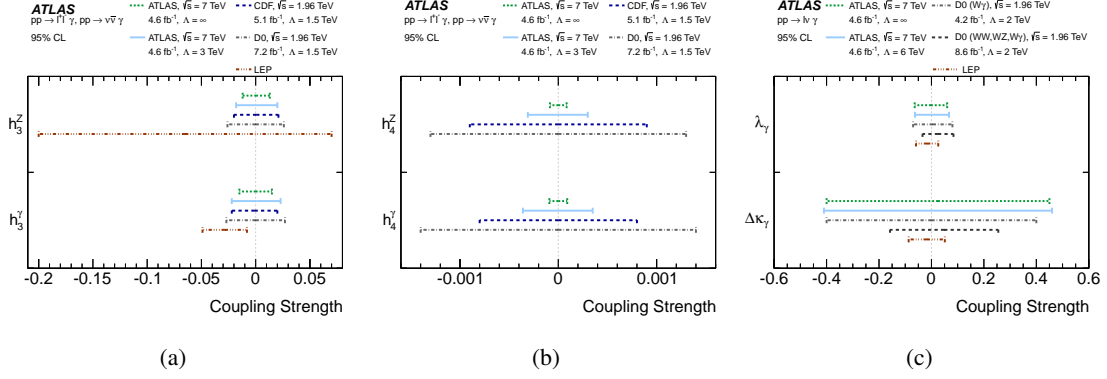 ATLAS
pp → l⁺l⁻ γ, pp → νν̄ γ
95% CL
ATLAS, √s = 7 TeV
4.6 fb⁻¹, Λ = ∞
ATLAS, √s = 7 TeV
4.6 fb⁻¹, Λ = 3 TeV
CDF, √s = 1.96 TeV
5.1 fb⁻¹, Λ = 1.5 TeV
D0, √s = 1.96 TeV
7.2 fb⁻¹, Λ = 1.5 TeV
LEP
h₃ᶻ
h₃ᵞ
-0.2 -0.15 -0.1 -0.05 0 0.05
Coupling Strength
(a)
ATLAS
pp → l⁺l⁻ γ, pp → νν̄ γ
95% CL
ATLAS, √s = 7 TeV
4.6 fb⁻¹, Λ = ∞
ATLAS, √s = 7 TeV
4.6 fb⁻¹, Λ = 3 TeV
CDF, √s = 1.96 TeV
5.1 fb⁻¹, Λ = 1.5 TeV
D0, √s = 1.96 TeV
7.2 fb⁻¹, Λ = 1.5 TeV
h₄ᶻ
h₄ᵞ
-0.001 0 0.001
Coupling Strength
(b)
ATLAS
pp → lν γ
95% CL
ATLAS, √s = 7 TeV
4.6 fb⁻¹, Λ = ∞
ATLAS, √s = 7 TeV
4.6 fb⁻¹, Λ = 6 TeV
D0 (Wγ), √s = 1.96 TeV
4.2 fb⁻¹, Λ = 2 TeV
D0 (WW,WZ,Wγ), √s = 1.96 TeV
8.6 fb⁻¹, Λ = 2 TeV
LEP
λᵧ
Δκᵧ
-0.6 -0.4 -0.2 0 0.2 0.4 0.6
Coupling Strength
(c)